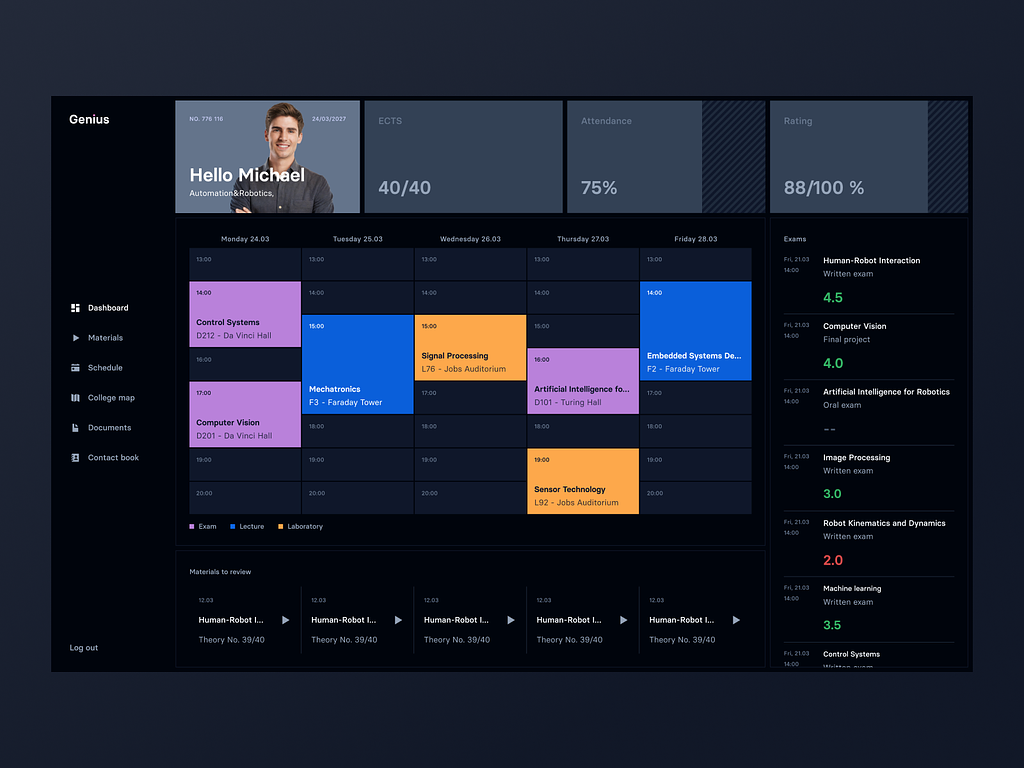 Genius
Dashboard
Materials
Schedule
College map
Documents
Contact book
Log out
NO. 776 116
24/03/2027
Hello Michael
Automation&Robotics,
ECTS
40/40
Attendance
75%
Rating
88/100 %
Monday 24.03
Tuesday 25.03
Wednesday 26.03
Thursday 27.03
Friday 28.03
13:00
14:00
Control Systems
D212 - Da Vinci Hall
16:00
17:00
Computer Vision
D201 - Da Vinci Hall
19:00
20:00
13:00
14:00
15:00
Mechatronics
F3 - Faraday Tower
18:00
19:00
20:00
13:00
14:00
15:00
Signal Processing
L76 - Jobs Auditorium
17:00
18:00
19:00
20:00
13:00
14:00
15:00
16:00
Artificial Intelligence fo...
D101 - Turing Hall
18:00
19:00
Sensor Technology
L92 - Jobs Auditorium
13:00
14:00
Embedded Systems De...
F2 - Faraday Tower
17:00
18:00
19:00
20:00
Exam
Lecture
Laboratory
Materials to review
12.03
Human-Robot I...
Theory No. 39/40
12.03
Human-Robot I...
Theory No. 39/40
12.03
Human-Robot I...
Theory No. 39/40
12.03
Human-Robot I...
Theory No. 39/40
12.03
Human-Robot I...
Theory No. 39/40
Exams
Fri, 21.03
14:00
Human-Robot Interaction
Written exam
4.5
Fri, 21.03
14:00
Computer Vision
Final project
4.0
Fri, 21.03
14:00
Artificial Intelligence for Robotics
Oral exam
--
Fri, 21.03
14:00
Image Processing
Written exam
3.0
Fri, 21.03
14:00
Robot Kinematics and Dynamics
Written exam
2.0
Fri, 21.03
14:00
Machine learning
Written exam
3.5
Fri, 21.03
14:00
Control Systems
Written exam